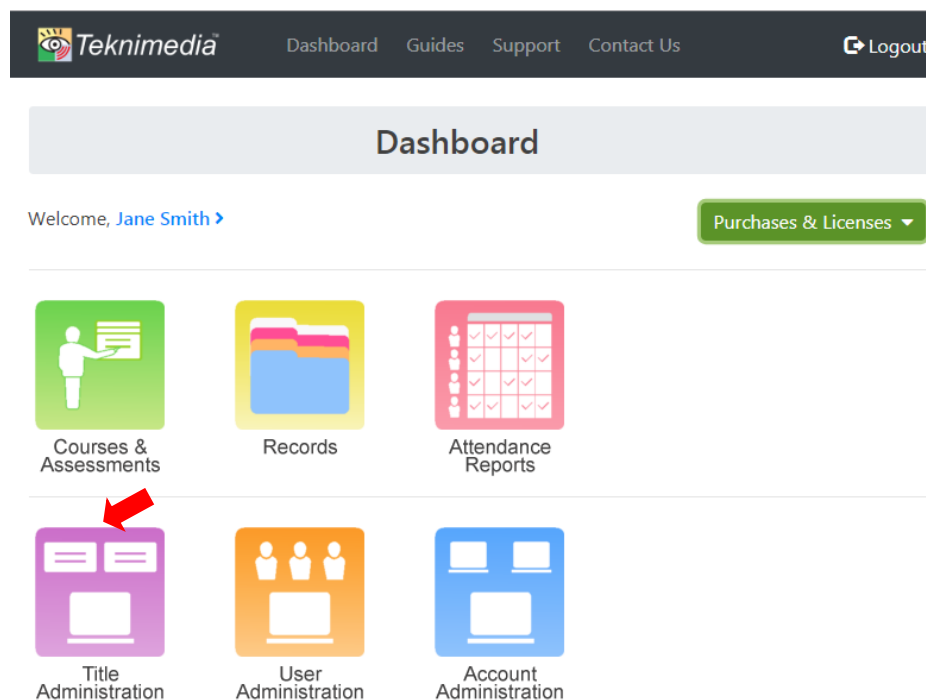 Teknimedia™ Dashboard Guides Support Contact Us Logout
Dashboard
Welcome, Jane Smith
Purchases & Licenses
Courses &
Assessments
Records
Attendance
Reports
Title
Administration
User
Administration
Account
Administration